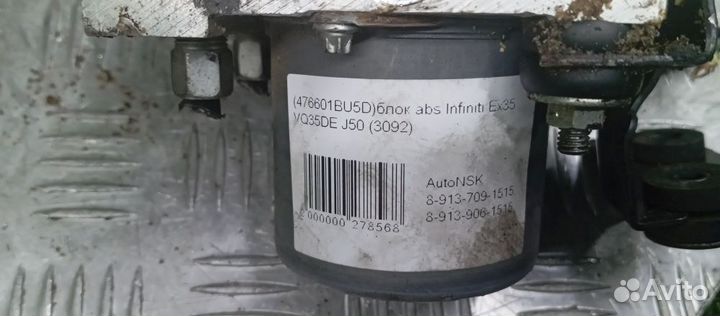 (476601BU5D)блок abs Infiniti Ex35
VQ35DE J50 (3092)
AutoNSK
8-913-709-1515
8-913-906-1515
2 000000 278568
Avito